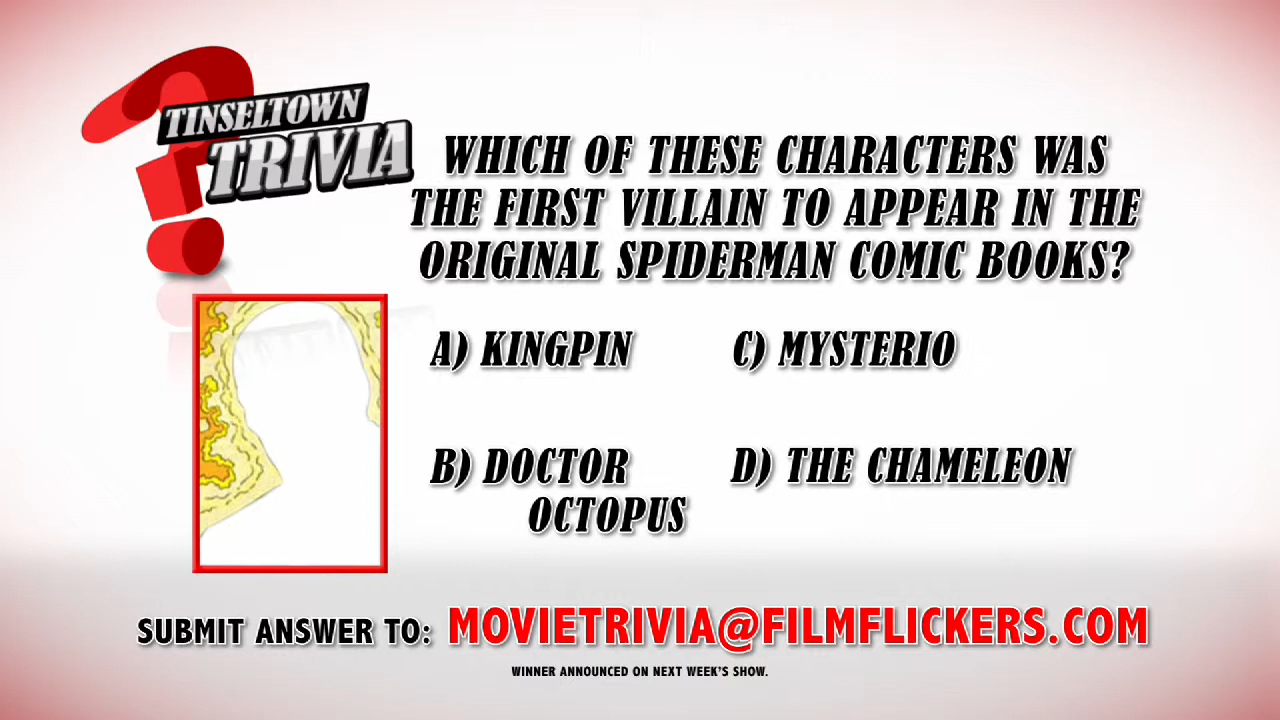 TINSELTOWN
TRIVIA
WHICH OF THESE CHARACTERS WAS
THE FIRST VILLAIN TO APPEAR IN THE
ORIGINAL SPIDERMAN COMIC BOOKS?
A) KINGPIN
C) MYSTERIO
B) DOCTOR
OCTOPUS
D) THE CHAMELEON
SUBMIT ANSWER TO: MOVIETRIVIA@FILMFLICKERS.COM
WINNER ANNOUNCED ON NEXT WEEK'S SHOW.